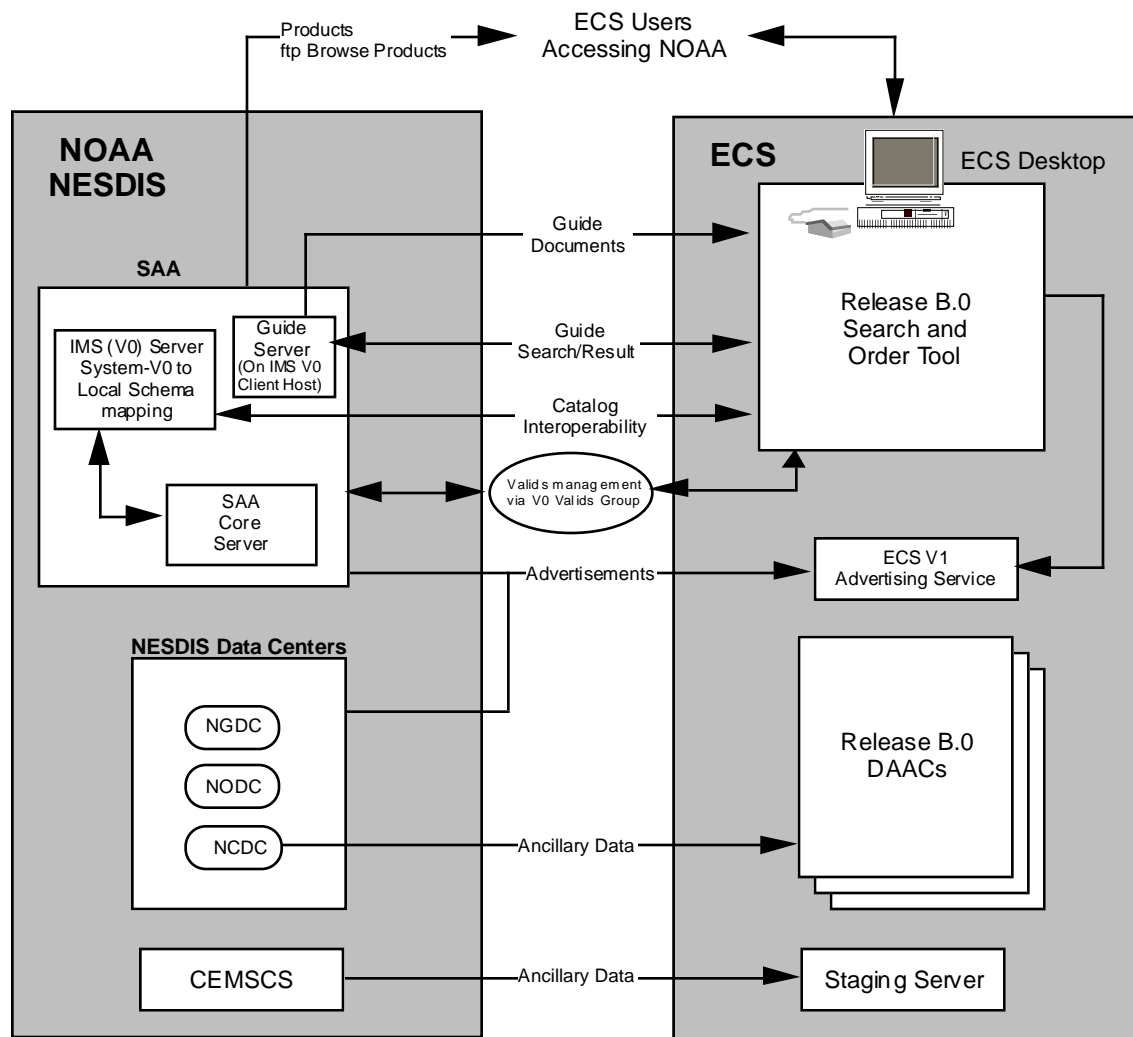 Products
ftp Browse Products
ECS Users
Accessing NOAA
NOAA
NESDIS
ECS
ECS Desktop
Guide
Documents
SAA
IMS (V0) Server
System-V0 to
Local Schema
mapping
Guide
Server
(On IMS V0
Client Host)
Guide
Search/Result
Release B.0
Search and
Order Tool
Catalog
Interoperability
Valids management
via V0 Valids Group
SAA
Core
Server
Advertisements
ECS V1
Advertising Service
NESDIS Data Centers
NGDC
NODC
NCDC
Release B.0
DAACs
Ancillary Data
CEMSCS
Ancillary Data
Staging Server